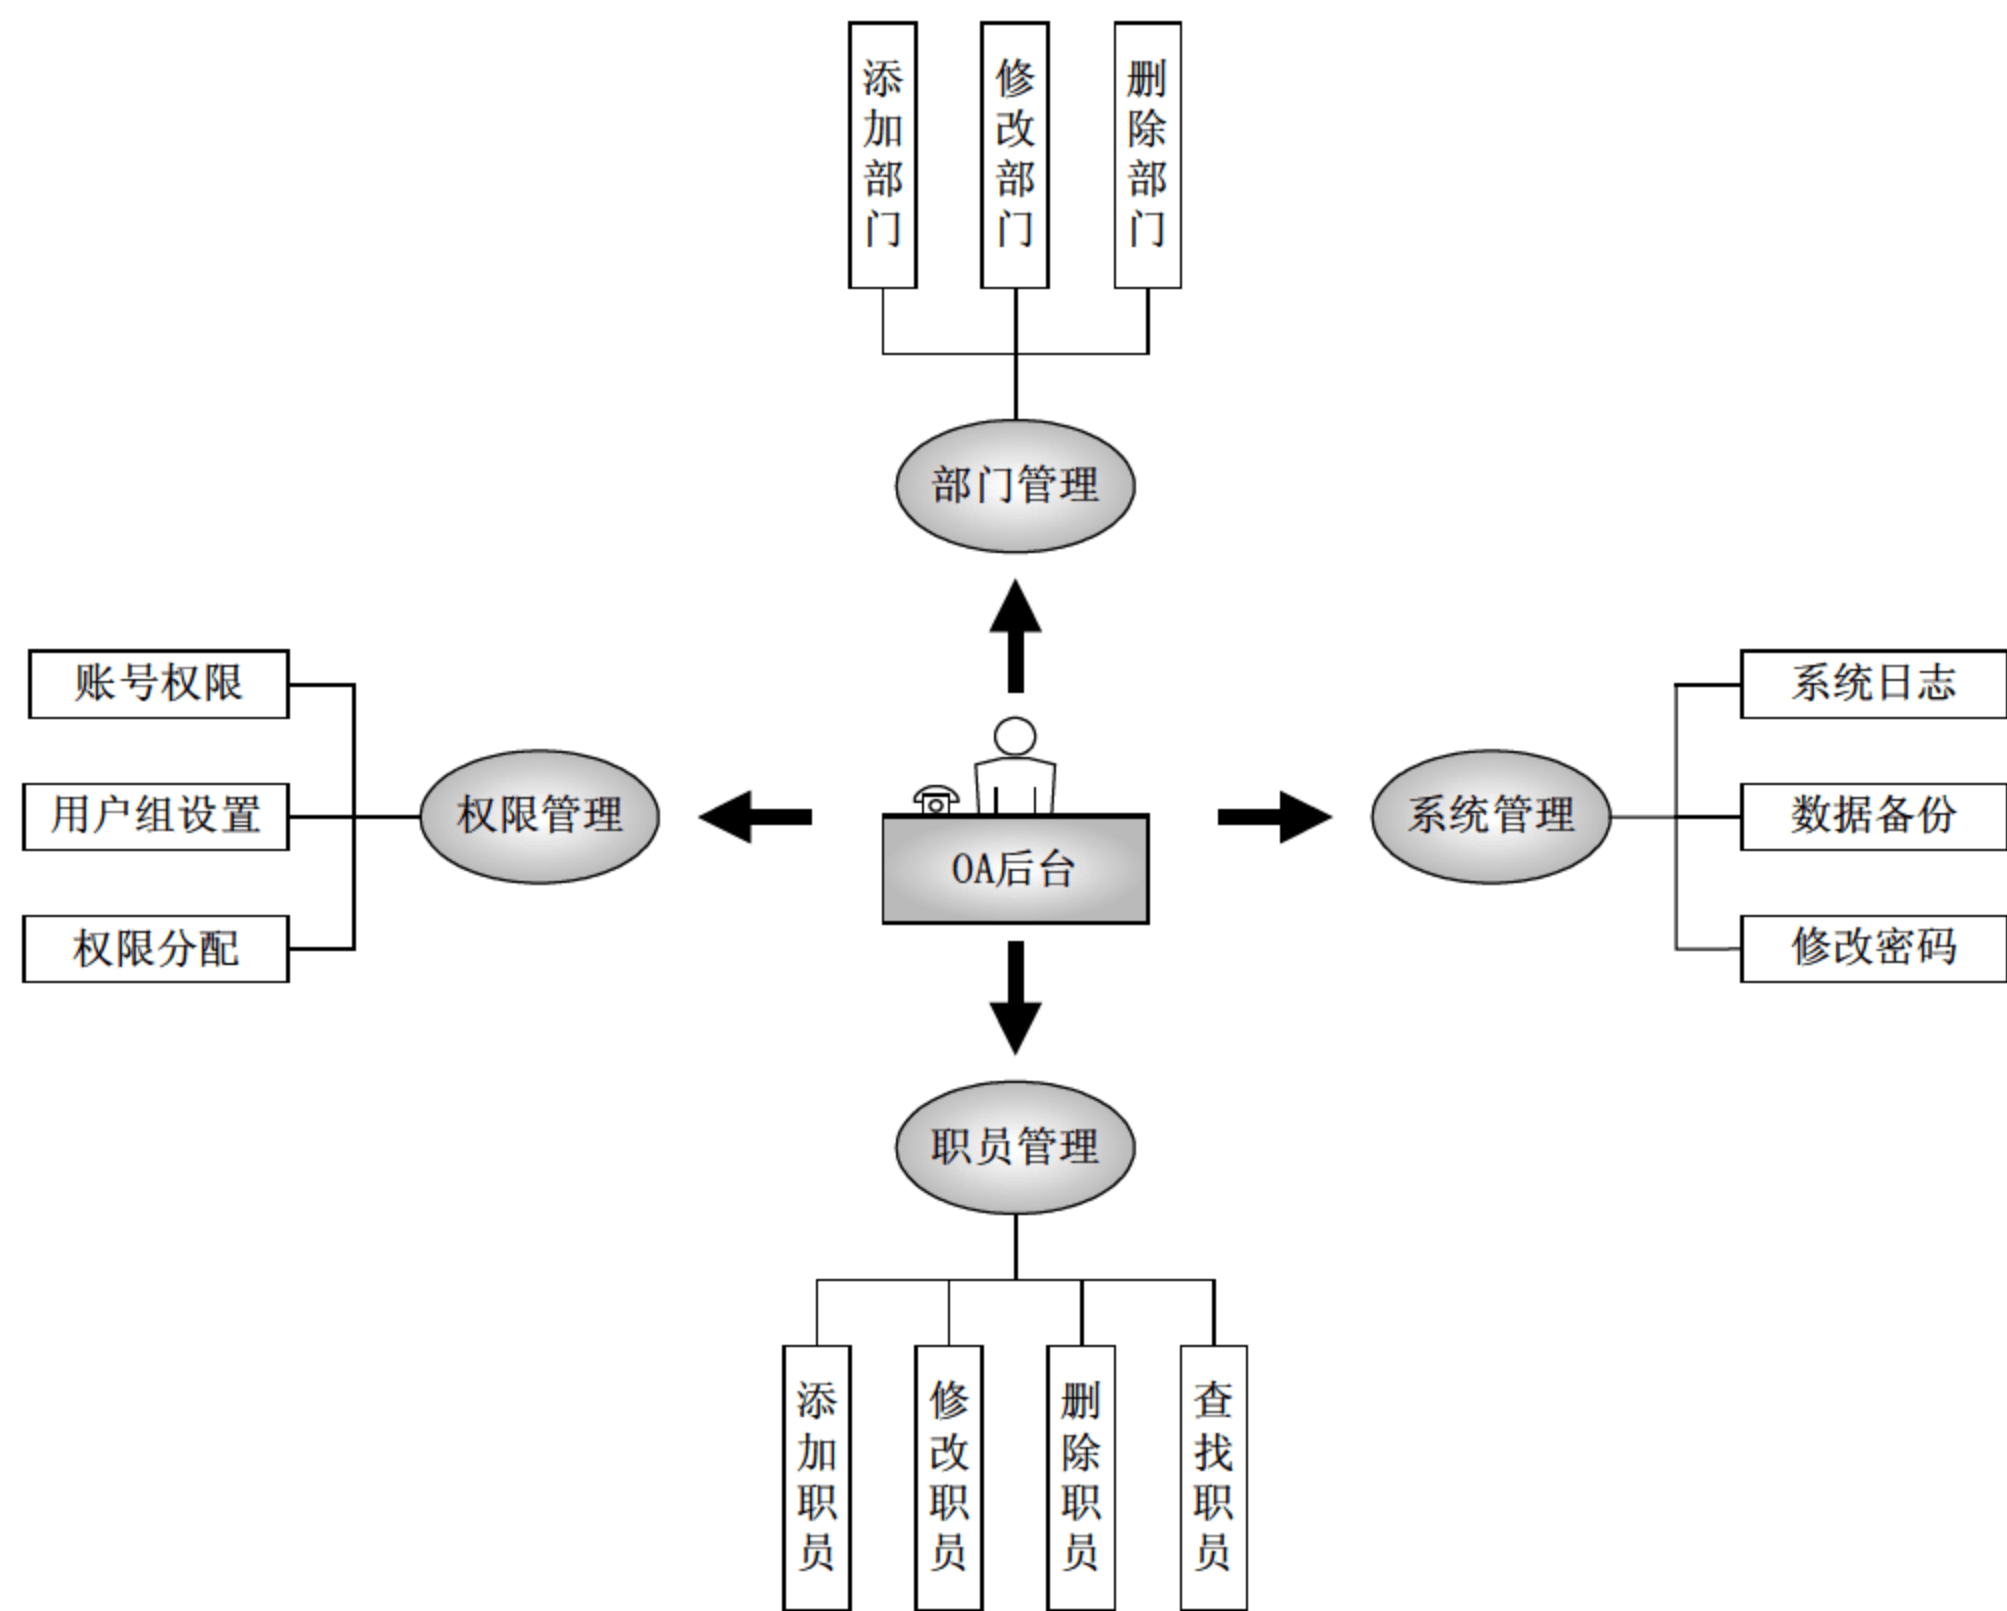 添加部门
修改部门
删除部门
部门管理
账号权限
用户组设置
权限分配
权限管理
OA后台
系统管理
系统日志
数据备份
修改密码
职员管理
添加职员
修改职员
删除职员
查找职员